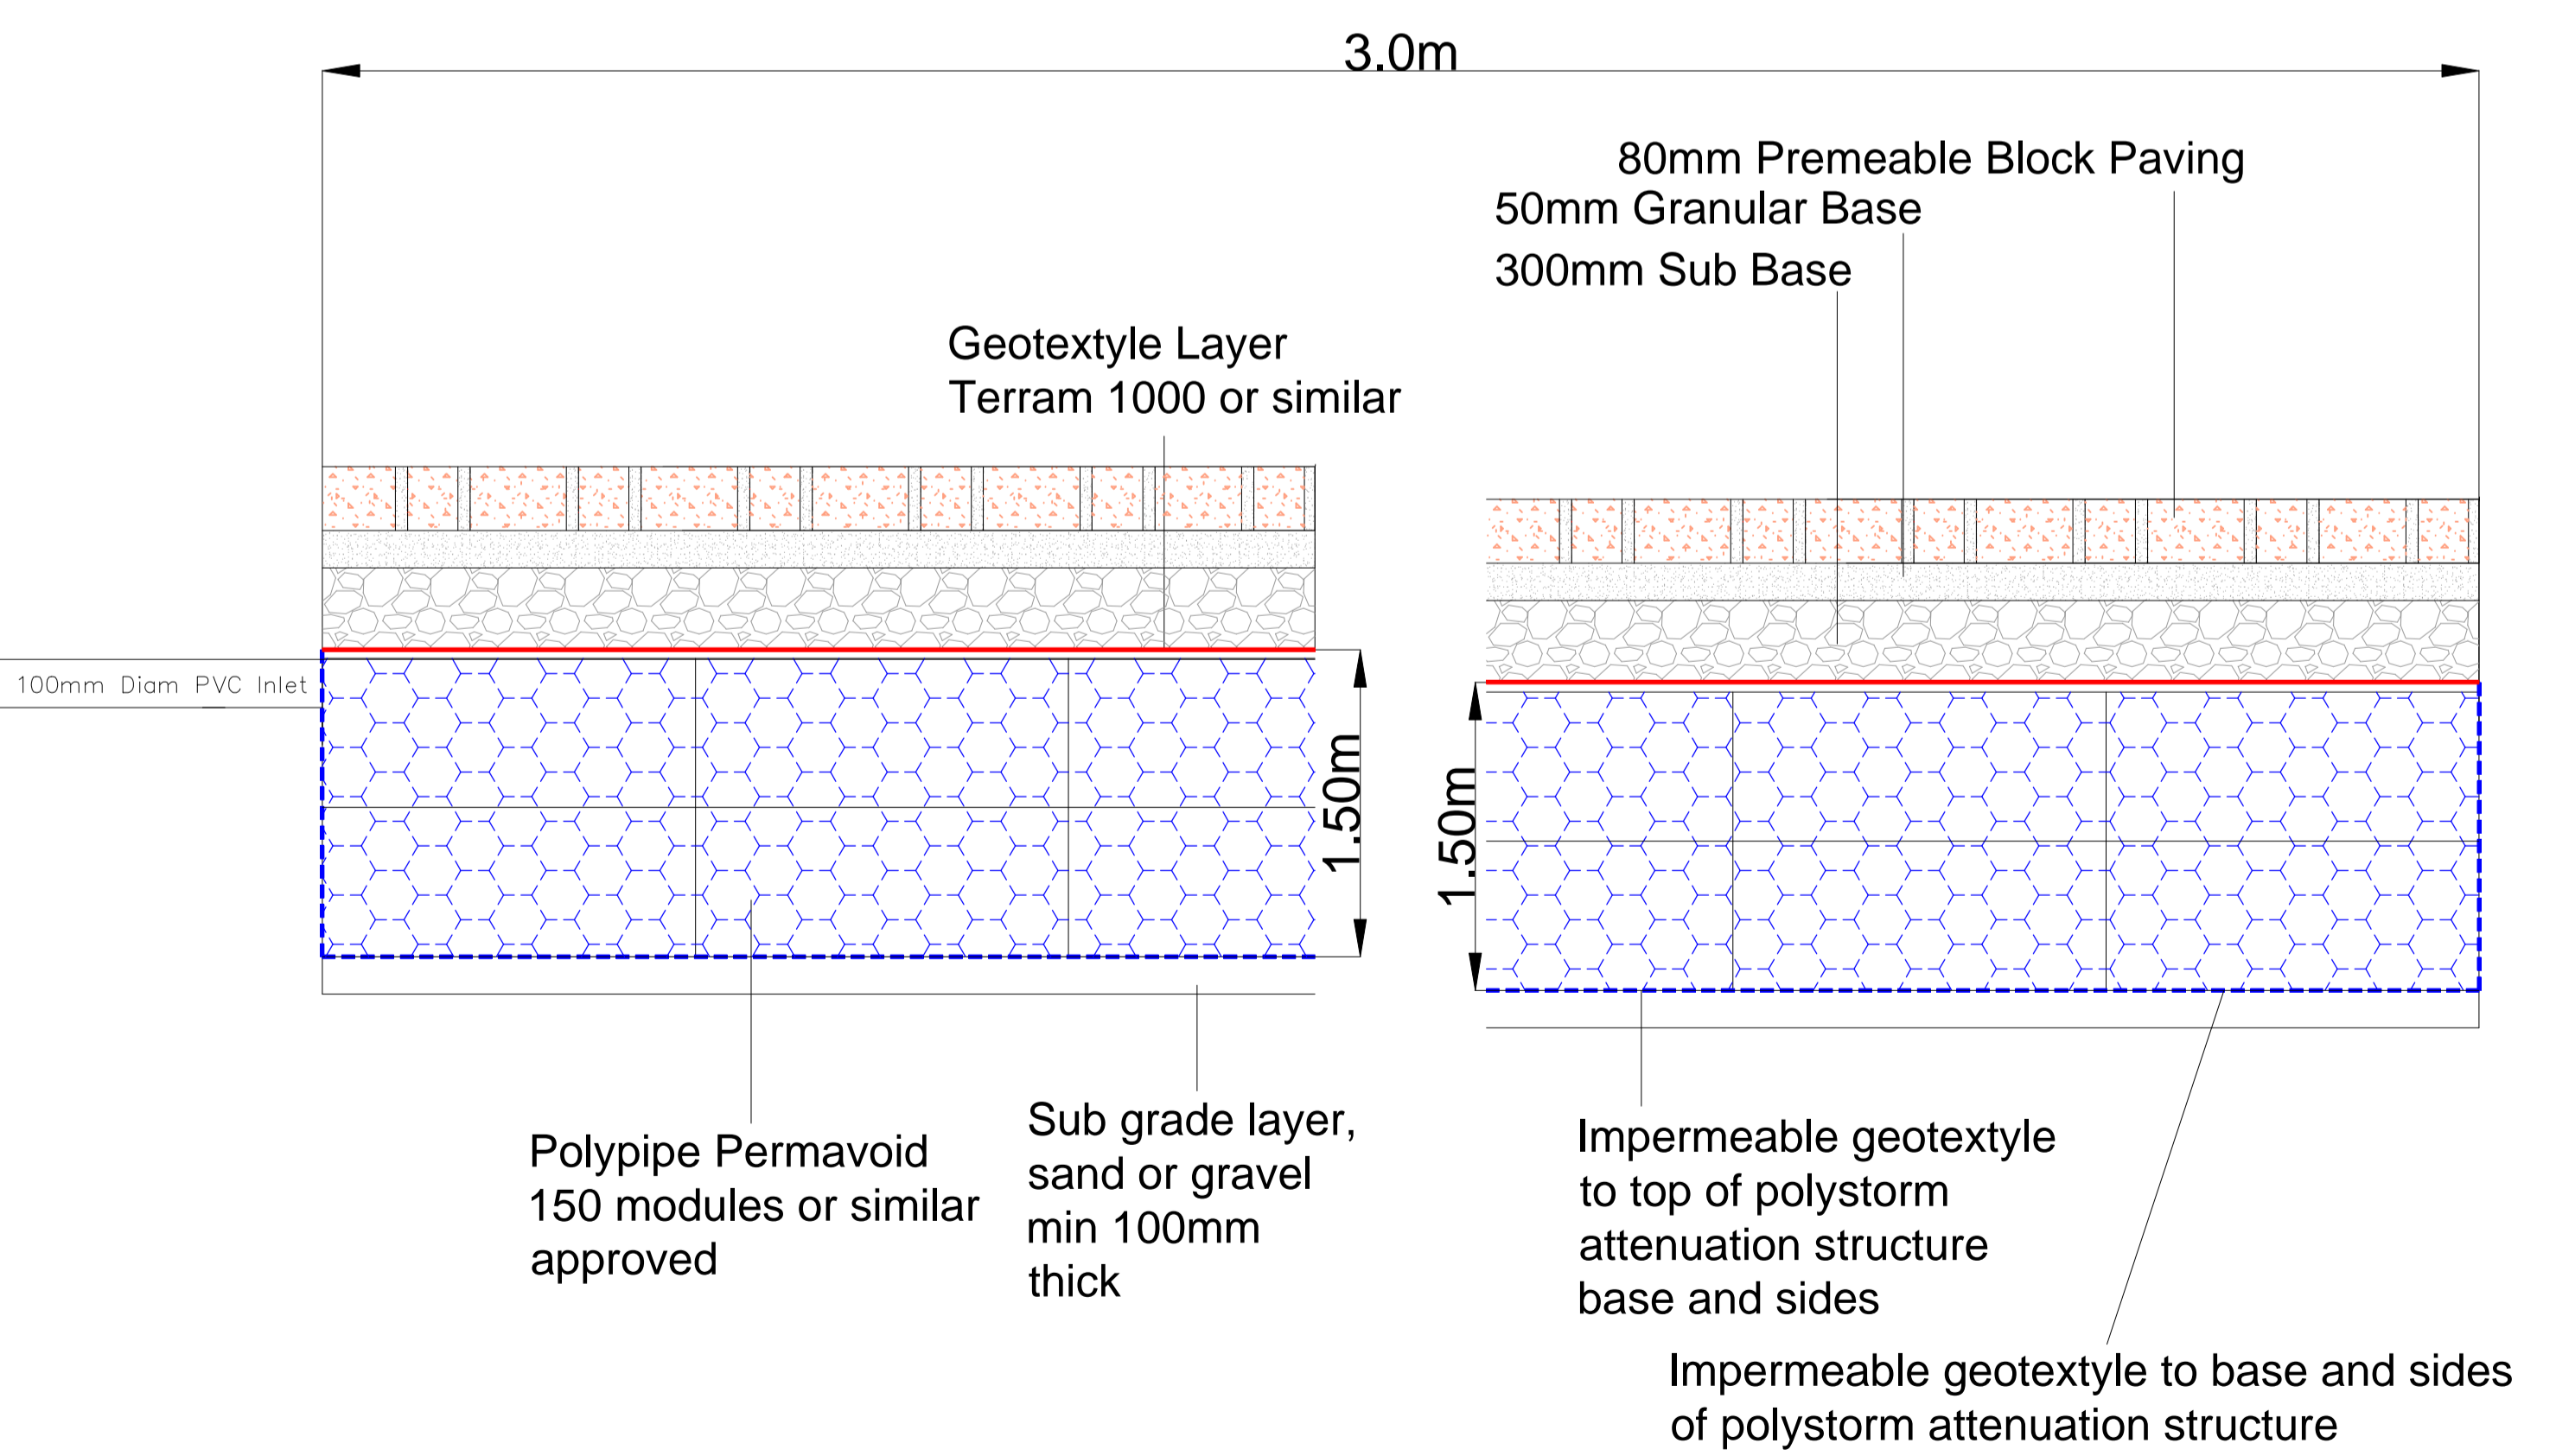 3.0m
80mm Premeable Block Paving
50mm Granular Base
300mm Sub Base
Geotextyle Layer
Terram 1000 or similar
100mm Diam PVC Inlet
1.50m
1.50m
Polypipe Permavoid
150 modules or similar
approved
Sub grade layer,
sand or gravel
min 100mm
thick
Impermeable geotextyle
to top of polystorm
attenuation structure
base and sides
Impermeable geotextyle to base and sides
of polystorm attenuation structure